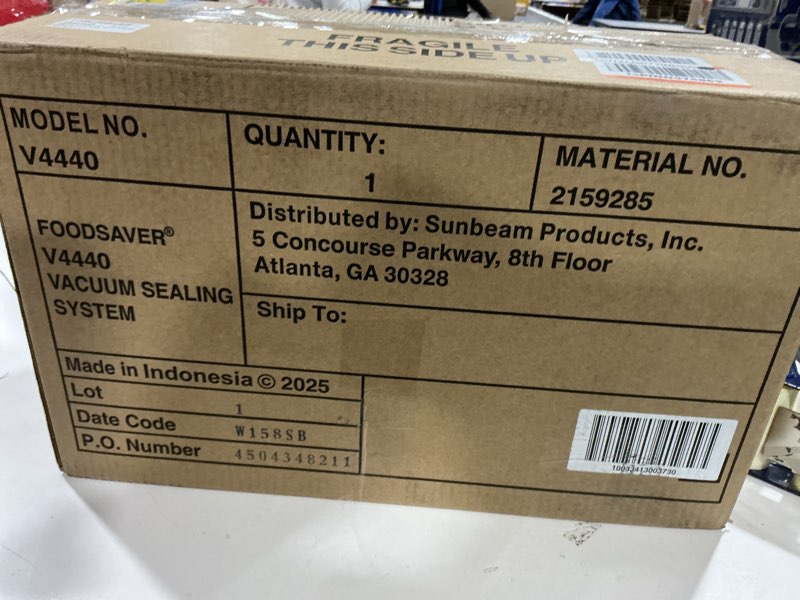 FRAGILE
THIS SIDE UP
MODEL NO.
V4440
QUANTITY:
1
MATERIAL NO.
2159285
FOODSAVER®
V4440
VACUUM SEALING
SYSTEM
Distributed by: Sunbeam Products, Inc.
5 Concourse Parkway, 8th Floor
Atlanta, GA 30328
Ship To:
Made in Indonesia © 2025
Lot 1
Date Code W158SB
P.O. Number 4504348211